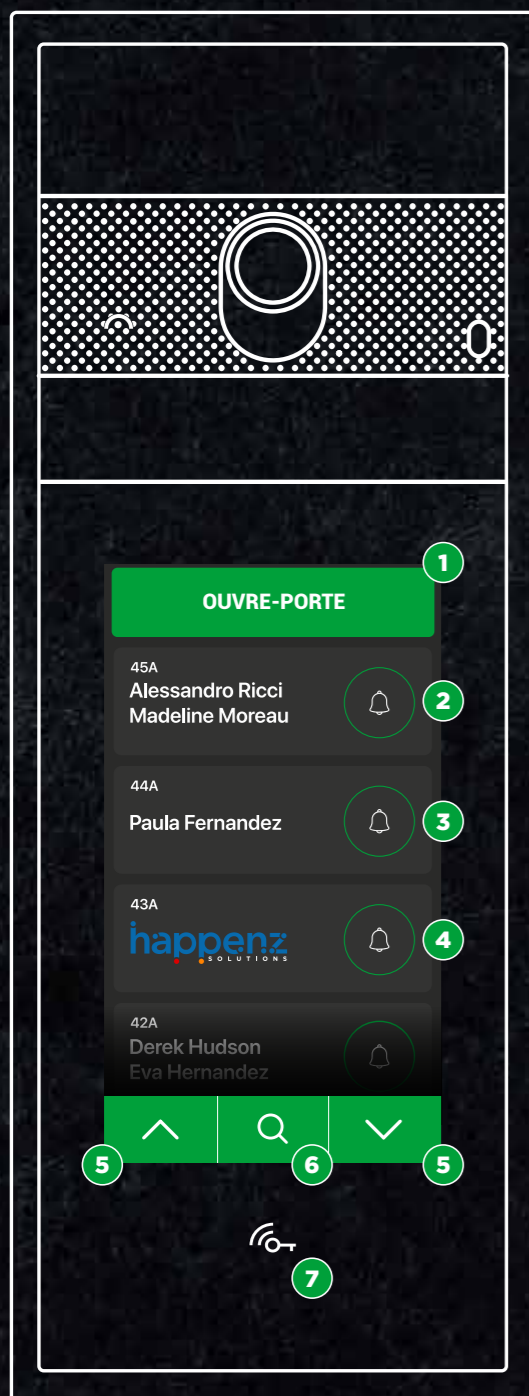 1
OUVRE-PORTE
45A
Alessandro Ricci
Madeline Moreau
2
44A
Paula Fernandez
3
43A
happenz
SOLUTIONS
4
42A
Derek Hudson
Eva Hernandez
5
6
5
7